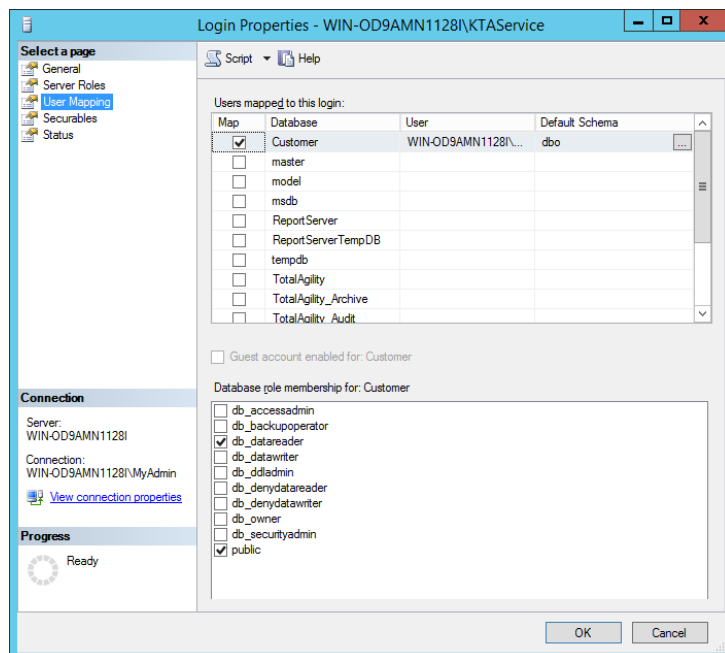 Login Properties - WIN-OD9AMN1128I\KTAService
Select a page
General
Server Roles
User Mapping
Securables
Status
Script Help
Users mapped to this login:
Map Database User Default Schema
Customer WIN-OD9AMN1128I\... dbo ...
master
model
msdb
ReportServer
ReportServerTempDB
tempdb
TotalAgility
TotalAgility_Archive
TotalAgility_Audit
Guest account enabled for: Customer
Database role membership for: Customer
db_accessadmin
db_backupoperator
db_datareader
db_datawriter
db_ddladmin
db_denydatareader
db_denydatawriter
db_owner
db_securityadmin
public
Connection
Server:
WIN-OD9AMN1128I
Connection:
WIN-OD9AMN1128I\MyAdmin
View connection properties
Progress
Ready
OK Cancel